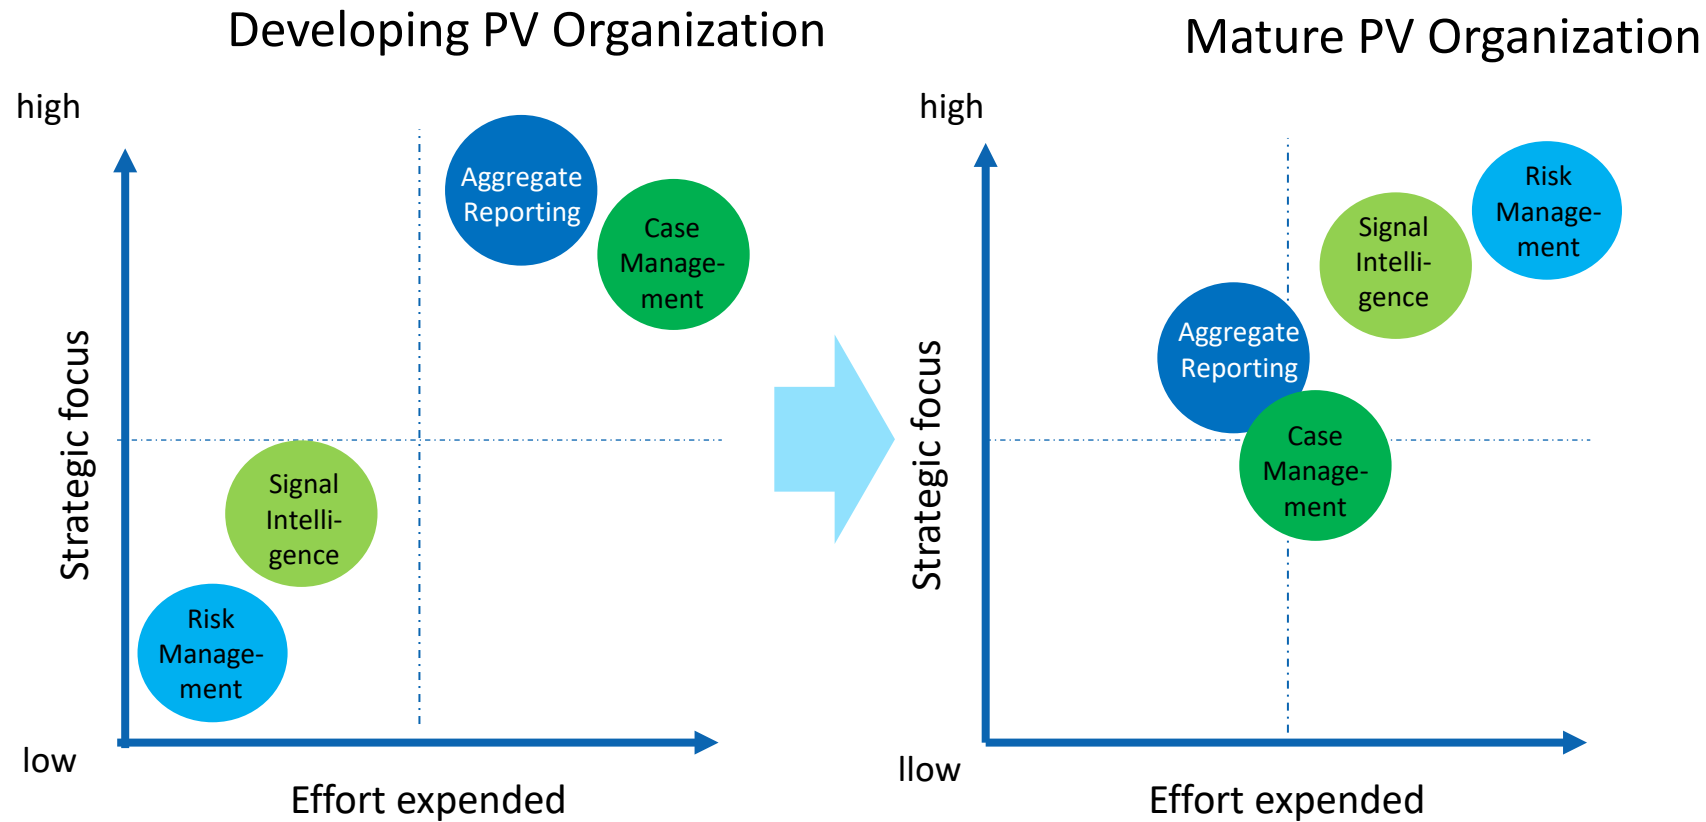 Developing PV Organization
high
Aggregate
Reporting
Case
Manage-
ment
Strategic focus
Signal
Intelli-
gence
Risk
Manage-
ment
low
Effort expended
Mature PV Organization
high
Risk
Manage-
ment
Signal
Intelli-
gence
Aggregate
Reporting
Strategic focus
Case
Manage-
ment
llow
Effort expended